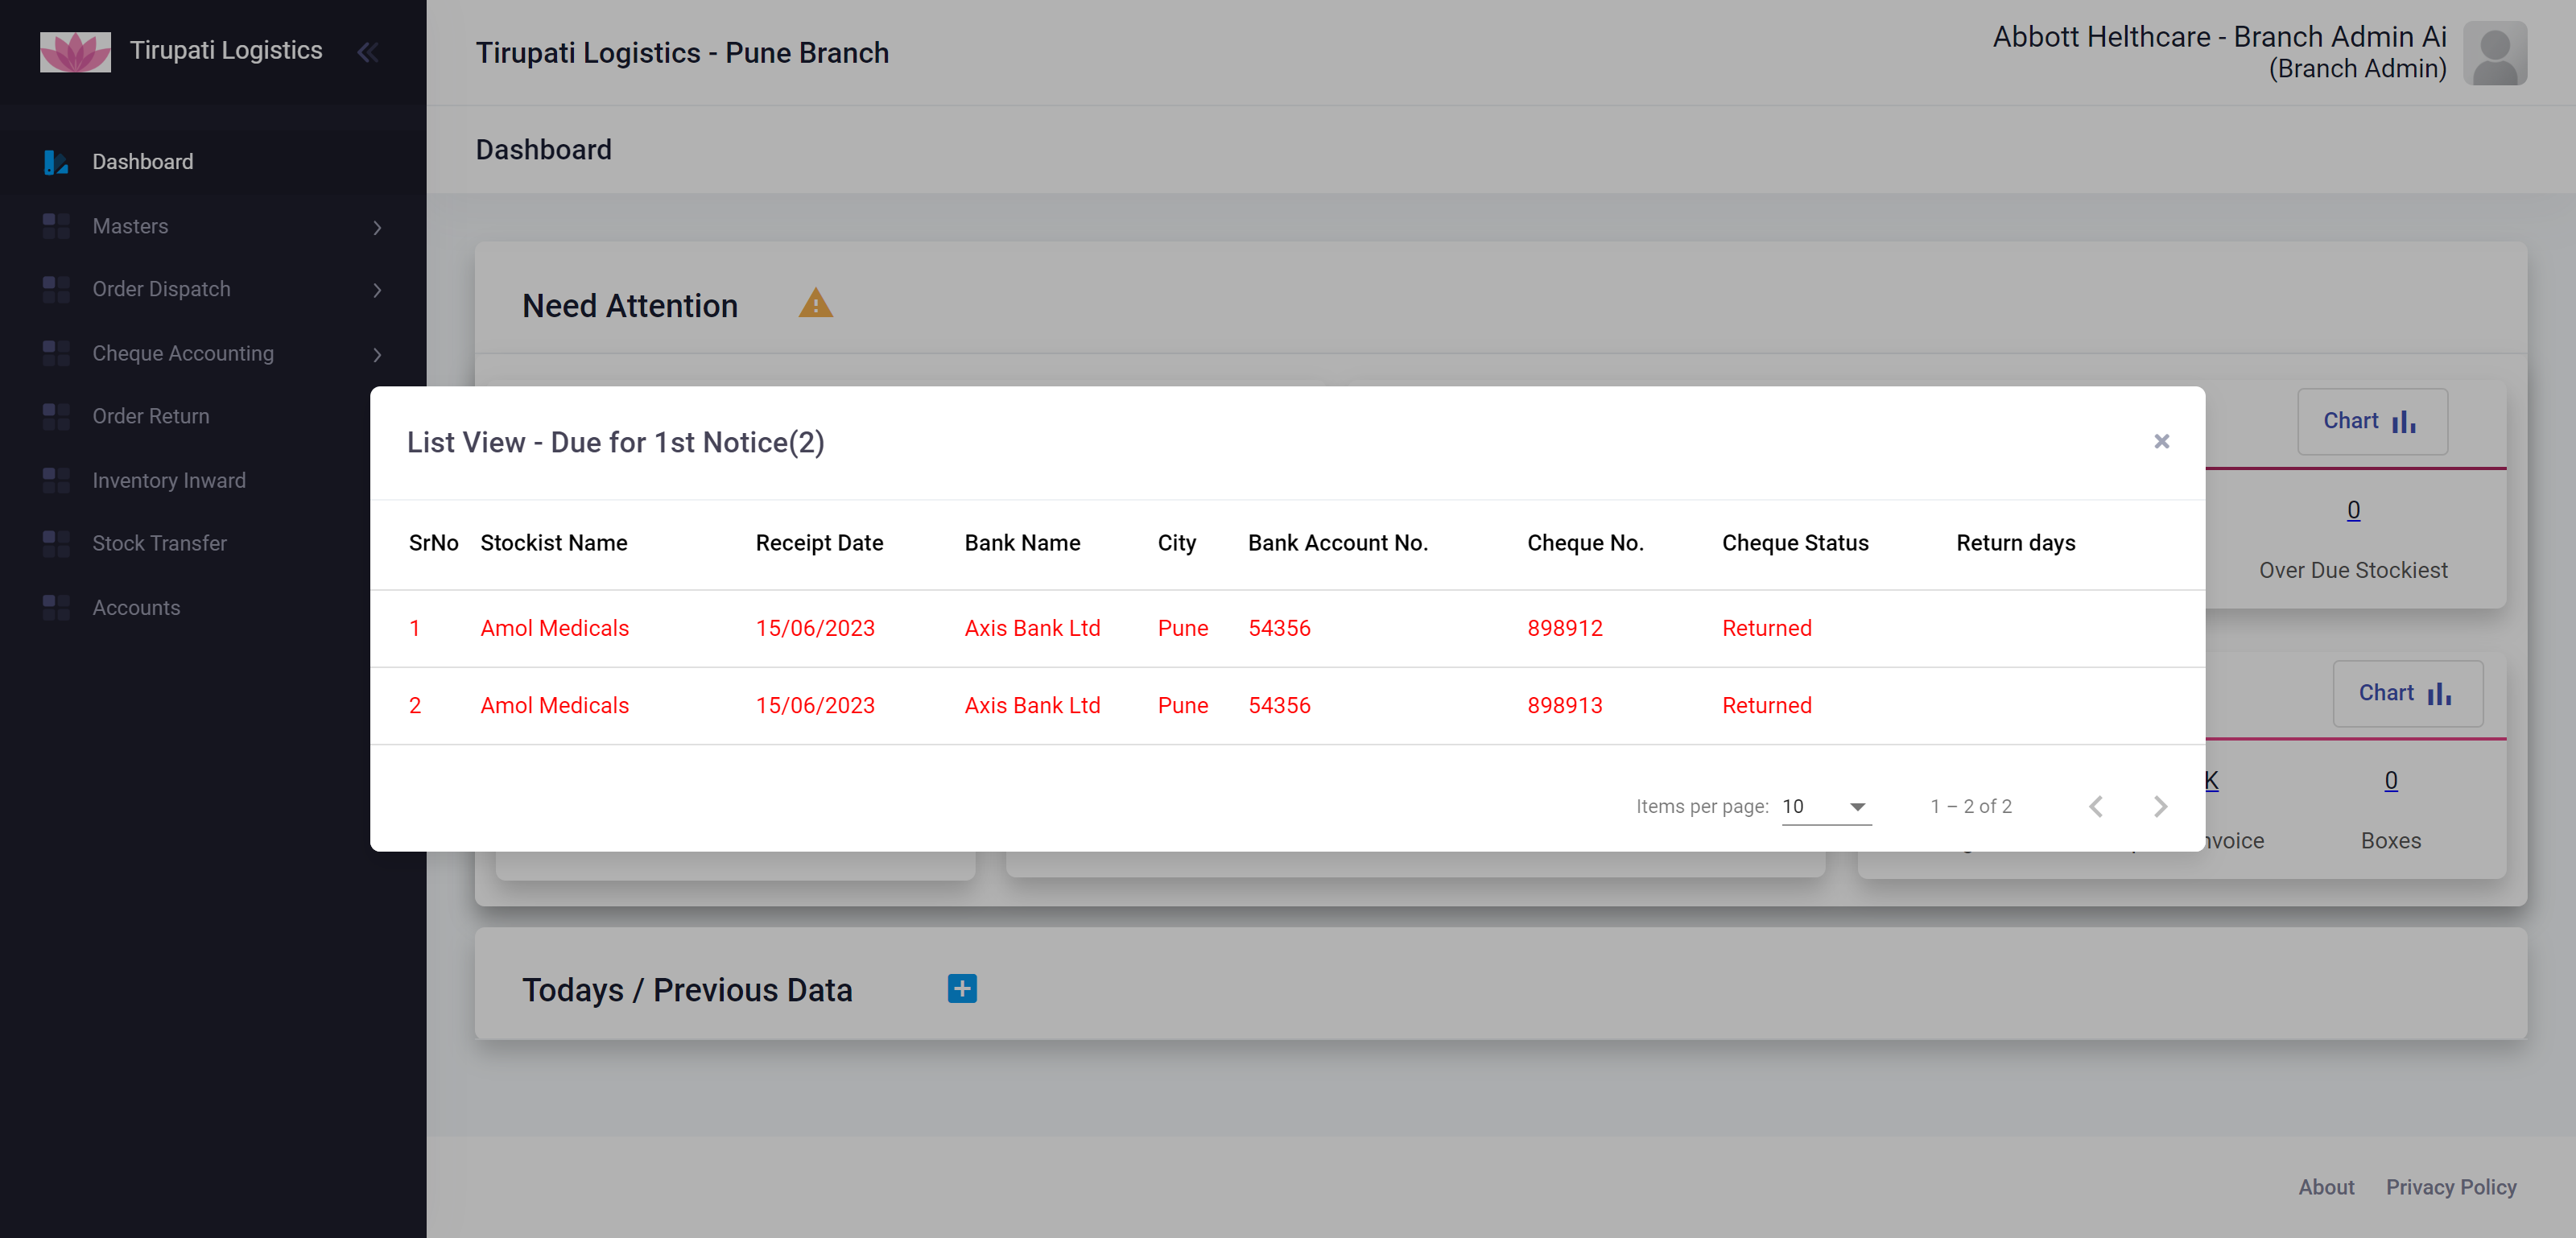 Tirupati Logistics
Tirupati Logistics - Pune Branch
Abbott Helthcare - Branch Admin Ai
(Branch Admin)
Dashboard
Dashboard
Masters
Order Dispatch
Cheque Accounting
Order Return
Inventory Inward
Stock Transfer
Accounts
Need Attention
Chart
0
Over Due Stockiest
List View - Due for 1st Notice(2)
×
SrNo Stockist Name Receipt Date Bank Name City Bank Account No. Cheque No. Cheque Status Return days
1 Amol Medicals 15/06/2023 Axis Bank Ltd Pune 54356 898912 Returned
2 Amol Medicals 15/06/2023 Axis Bank Ltd Pune 54356 898913 Returned
Items per page: 10 1 – 2 of 2
Chart
K 0
nvoice Boxes
Todays / Previous Data
About Privacy Policy